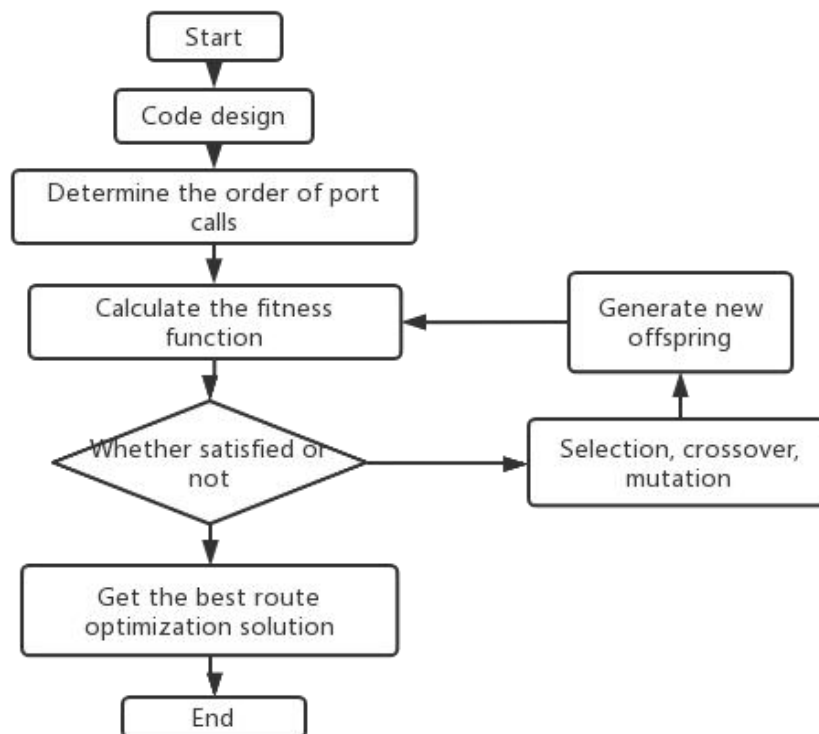 Start
Code design
Determine the order of port
calls
Calculate the fitness
function
Generate new
offspring
Whether satisfied or
not
Selection, crossover,
mutation
Get the best route
optimization solution
End